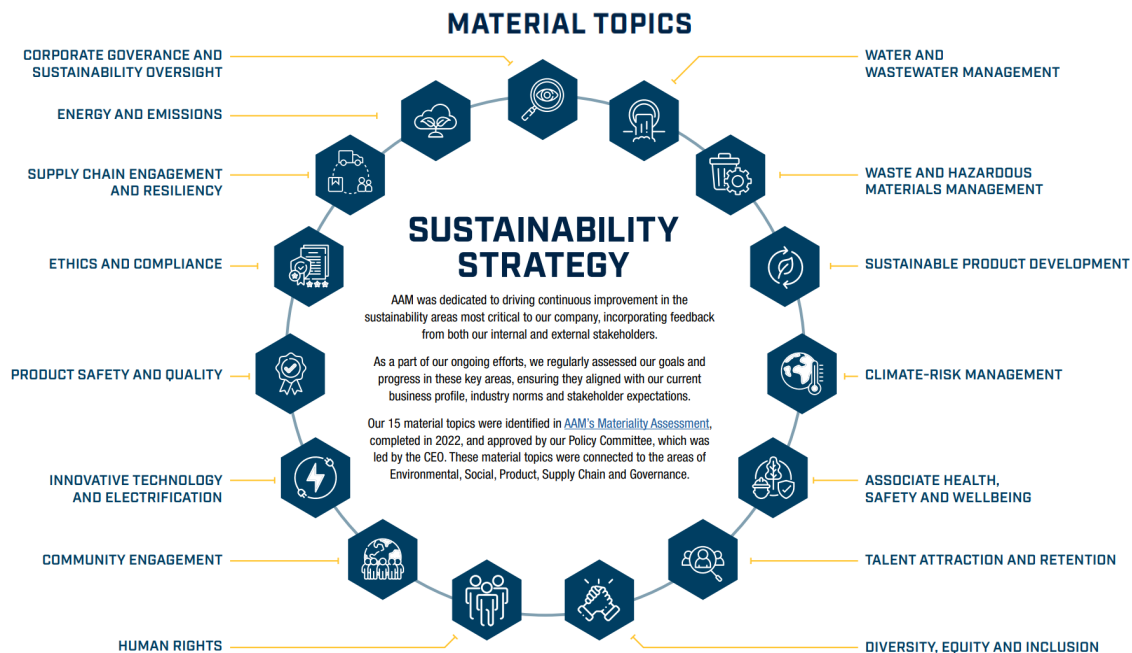 MATERIAL TOPICS
CORPORATE GOVERANCE AND
SUSTAINABILITY OVERSIGHT
ENERGY AND EMISSIONS
SUPPLY CHAIN ENGAGEMENT
AND RESILIENCY
ETHICS AND COMPLIANCE
PRODUCT SAFETY AND QUALITY
INNOVATIVE TECHNOLOGY
AND ELECTRIFICATION
COMMUNITY ENGAGEMENT
HUMAN RIGHTS
SUSTAINABILITY
STRATEGY
AAM was dedicated to driving continuous improvement in the
sustainability areas most critical to our company, incorporating feedback
from both our internal and external stakeholders.
As a part of our ongoing efforts, we regularly assessed our goals and
progress in these key areas, ensuring they aligned with our current
business profile, industry norms and stakeholder expectations.
Our 15 material topics were identified in AAM's Materiality Assessment,
completed in 2022, and approved by our Policy Committee, which was
led by the CEO. These material topics were connected to the areas of
Environmental, Social, Product, Supply Chain and Governance.
WATER AND
WASTEWATER MANAGEMENT
WASTE AND HAZARDOUS
MATERIALS MANAGEMENT
SUSTAINABLE PRODUCT DEVELOPMENT
CLIMATE-RISK MANAGEMENT
ASSOCIATE HEALTH,
SAFETY AND WELLBEING
TALENT ATTRACTION AND RETENTION
DIVERSITY, EQUITY AND INCLUSION